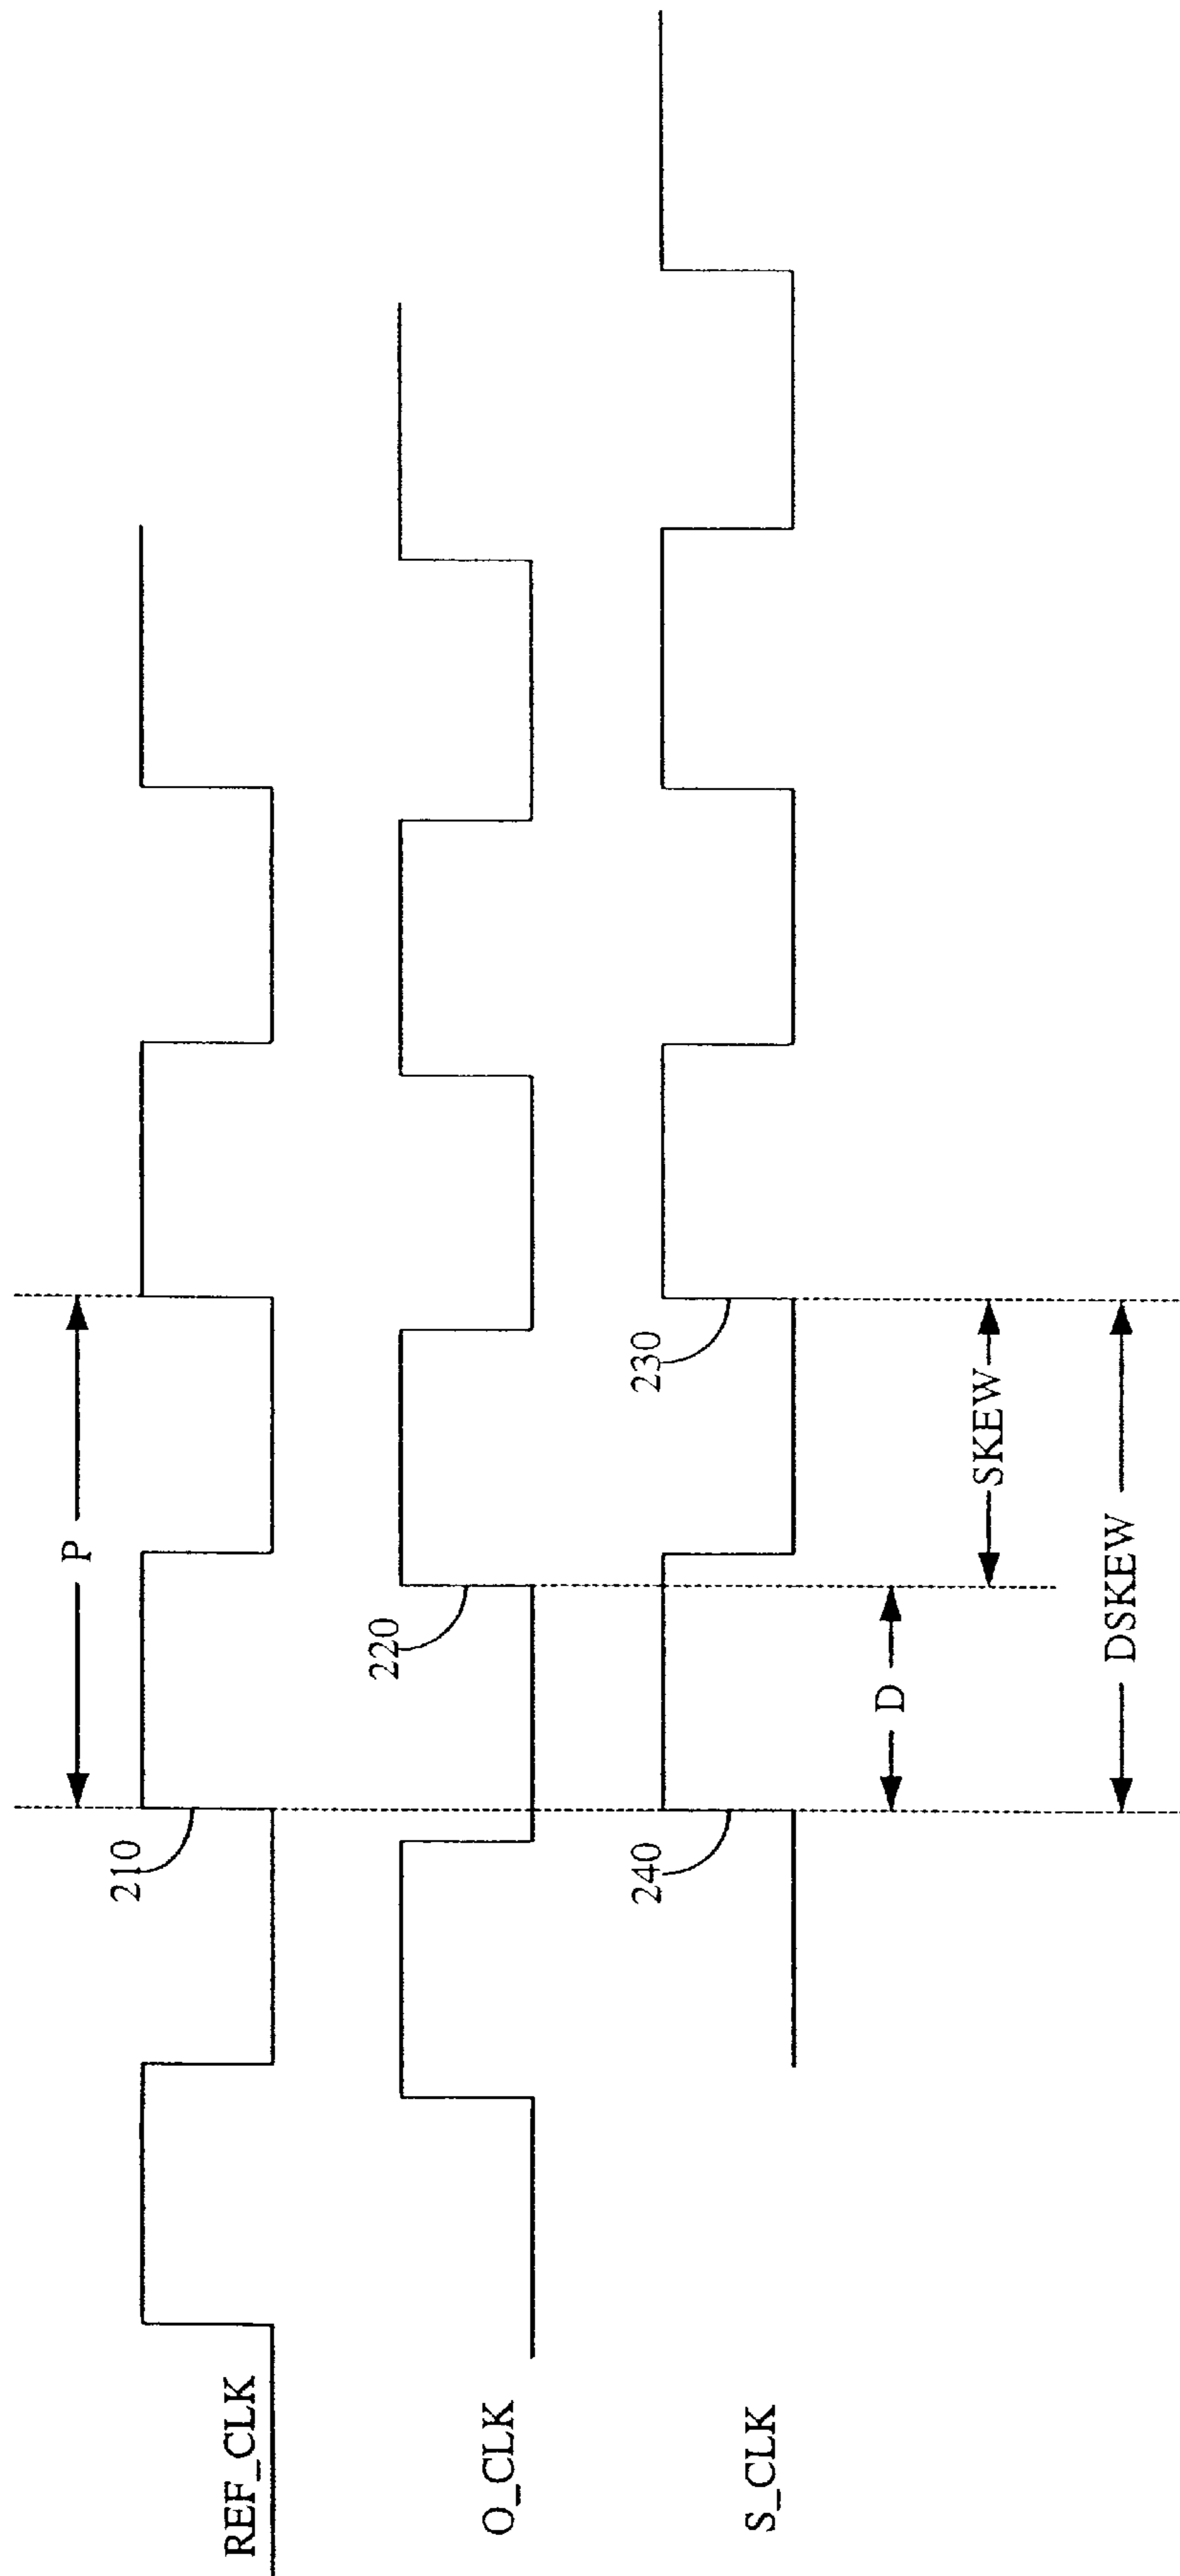 P
210
REF_CLK
220
O_CLK
230
240
S_CLK
D
SKEW
DSKEW